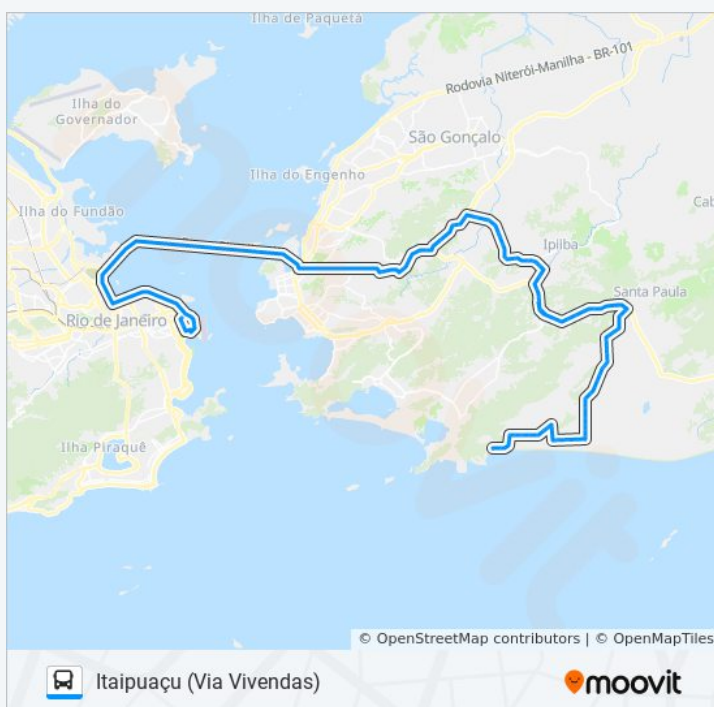 Ilha de Paquetá
Rodovia Niterói-Manilha - BR-101
Ilha do
Governador
São Gonçalo
Ilha do Engenho
Cab
Ilha do Fundão
Ipiiba
Santa Paula
Rio de Janeiro
Ilha Piraquê
© OpenStreetMap contributors | © OpenMapTiles
Itaipuaçu (Via Vivendas)
moovit